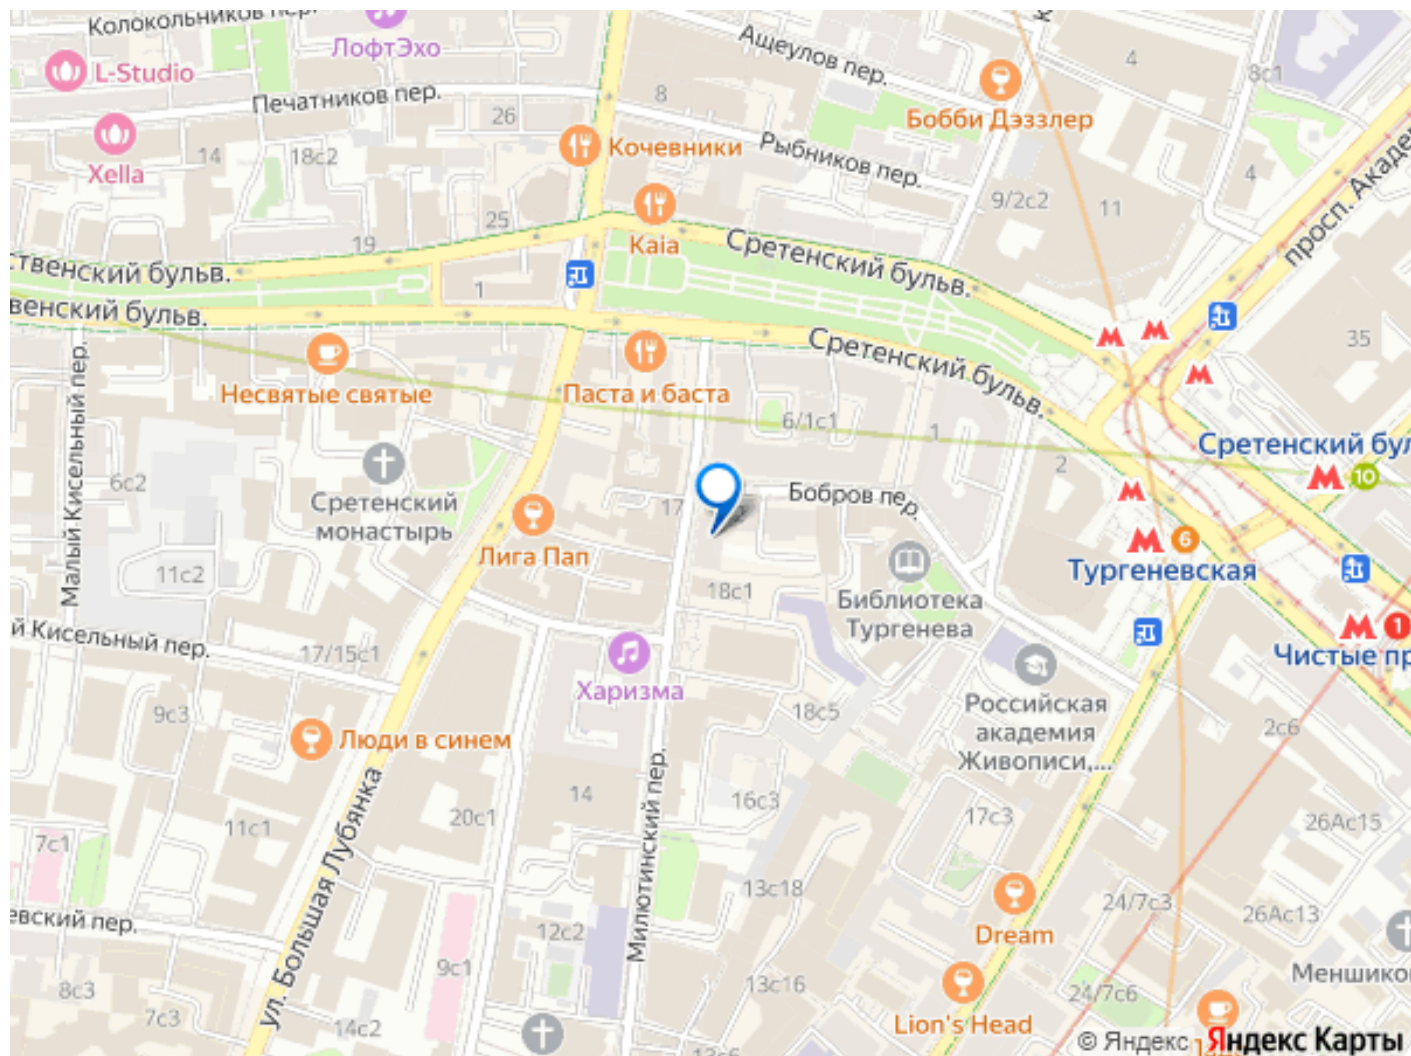 Колокольников пер.
ЛофтЭхо
L-Studio
Ащеулов пер.
4
8с1
Печатников пер.
8
26
Бобби Дэззлер
Кочевники
Рыбников пер.
14
18с2
Xella
4
9/2с2
11
просп. Акаде
25
19
Kaia
Сретенский бульв.
ственский бульв.
1
венский бульв.
Сретенский бульв.
35
Несвятые святые
Паста и баста
6/1с1
1
2
Сретенский бул
10
Малый Кисельный пер.
6с2
Сретенский
монастырь
17
Бобров пер.
Лига Пап
6
Тургеневская
11с2
18с1
Библиотека
Тургенева
1
Чистые пр
й Кисельный пер.
17/15с1
Харизма
Российская
академия
Живописи,...
9с3
18с5
2с6
Люди в синем
ул. Большая Лубянка
Милютинский пер.
14
16с3
20с1
17с3
26Ас15
11с1
7с1
13с18
24/7с3
26Ас13
евский пер.
12с2
Dream
9с1
Меншико
8с3
13с16
24/7с6
7с3
14с2
Lion's Head
13с6
© Яндекс Яндекс Карты